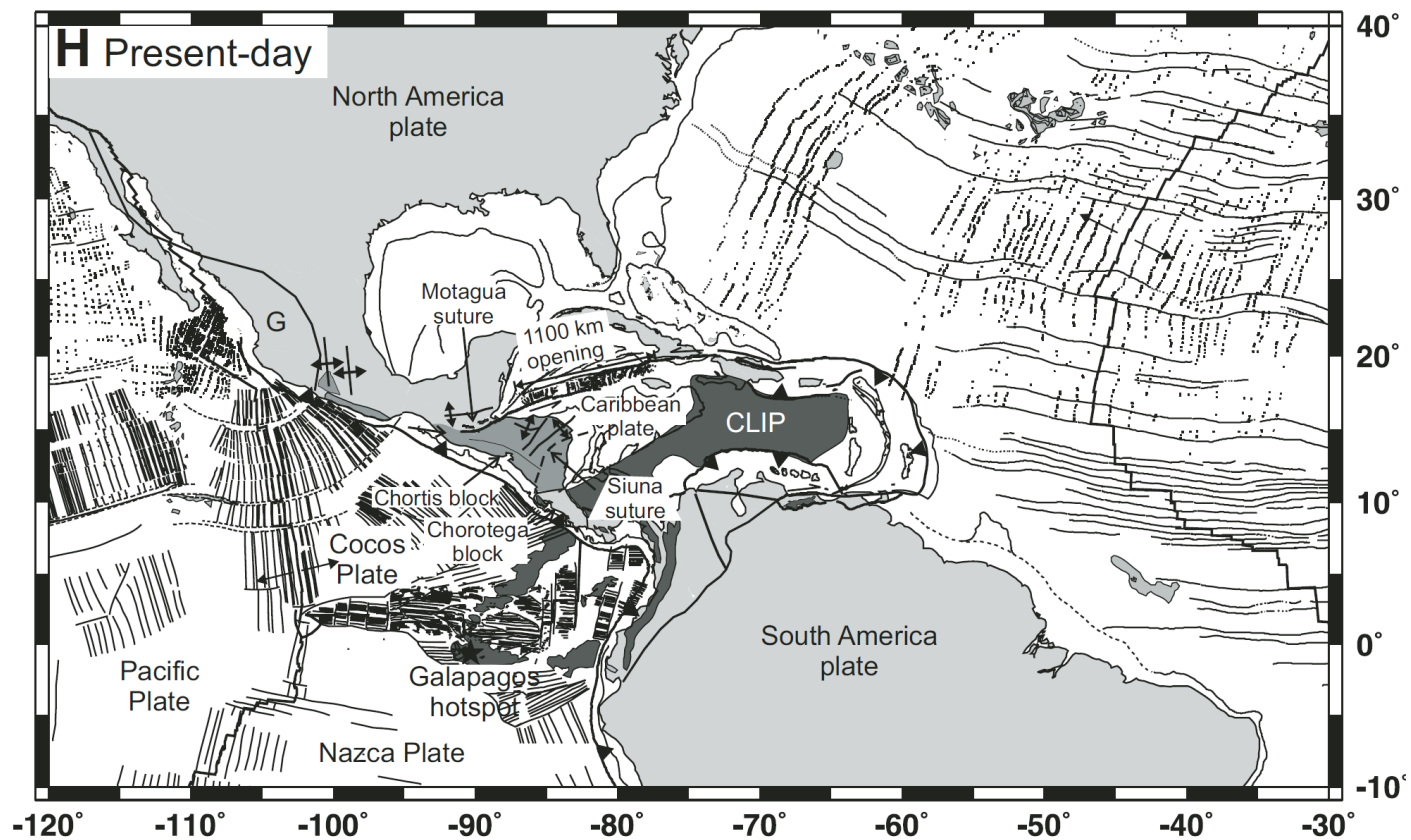 H Present-day
North America
plate
G
Motagua
suture
1100 km
opening
Caribbean
plate
CLIP
Chortis block
Siuna
suture
Chorotega
block
Cocos
Plate
Pacific
Plate
Galapagos
hotspot
Nazca Plate
South America
plate
40°
30°
20°
10°
0°
-10°
-120° -110° -100° -90° -80° -70° -60° -50° -40° -30°